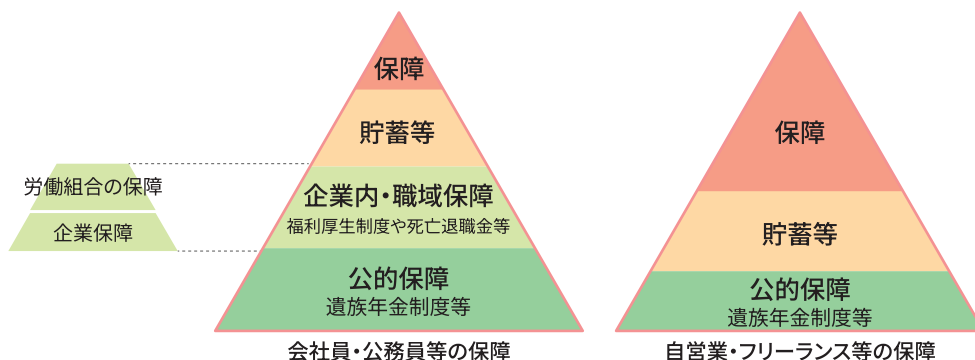 保障
貯蓄等
企業内・職域保障
福利厚生制度や死亡退職金等
公的保障
遺族年金制度等
会社員・公務員等の保障
労働組合の保障
企業保障
保障
貯蓄等
公的保障
遺族年金制度等
自営業・フリーランス等の保障